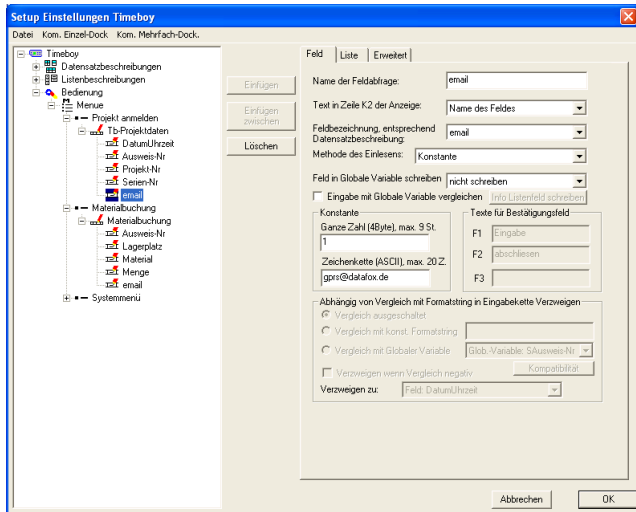 Setup Einstellungen Timeboy
Datei Kom. Einzel-Dock Kom. Mehrfach-Dock.
Timeboy
Datensatzbeschreibungen
Listenbeschreibungen
Bedienung
Menue
Projekt anmelden
Tb-Projektdaten
DatumUhrzeit
Ausweis-Nr
Projekt-Nr
Serien-Nr
email
Materialbuchung
Materialbuchung
Ausweis-Nr
Lagerplatz
Material
Menge
email
Systemmenü
Einfügen
Einfügen
zwischen
Löschen
Feld Liste Erweitert
Name der Feldabfrage: email
Text in Zeile K2 der Anzeige: Name des Feldes
Feldbezeichnung, entsprechend
Datensatzbeschreibung: email
Methode des Einlesens: Konstante
Feld in Globale Variable schreiben nicht schreiben
Eingabe mit Globale Variable vergleichen Info Listenfeld schreiben
Konstante
Ganze Zahl (4Byte), max. 9 St.
1
Zeichenkette (ASCII), max. 20 Z.
gprs@datafox.de
Texte für Bestätigungsfeld
F1 Eingabe
F2 abschliesen
F3
Abhängig von Vergleich mit Formatstring in Eingabekette Verzweigen
Vergleich ausgeschaltet
Vergleich mit konst. Formatstring:
Vergleich mit Globaler Variable Glob.-Variable: SAusweis-Nr
Verzweigen wenn Vergleich negativ Kompatibilität
Verzweigen zu: Feld: DatumUhrzeit
Abbrechen OK